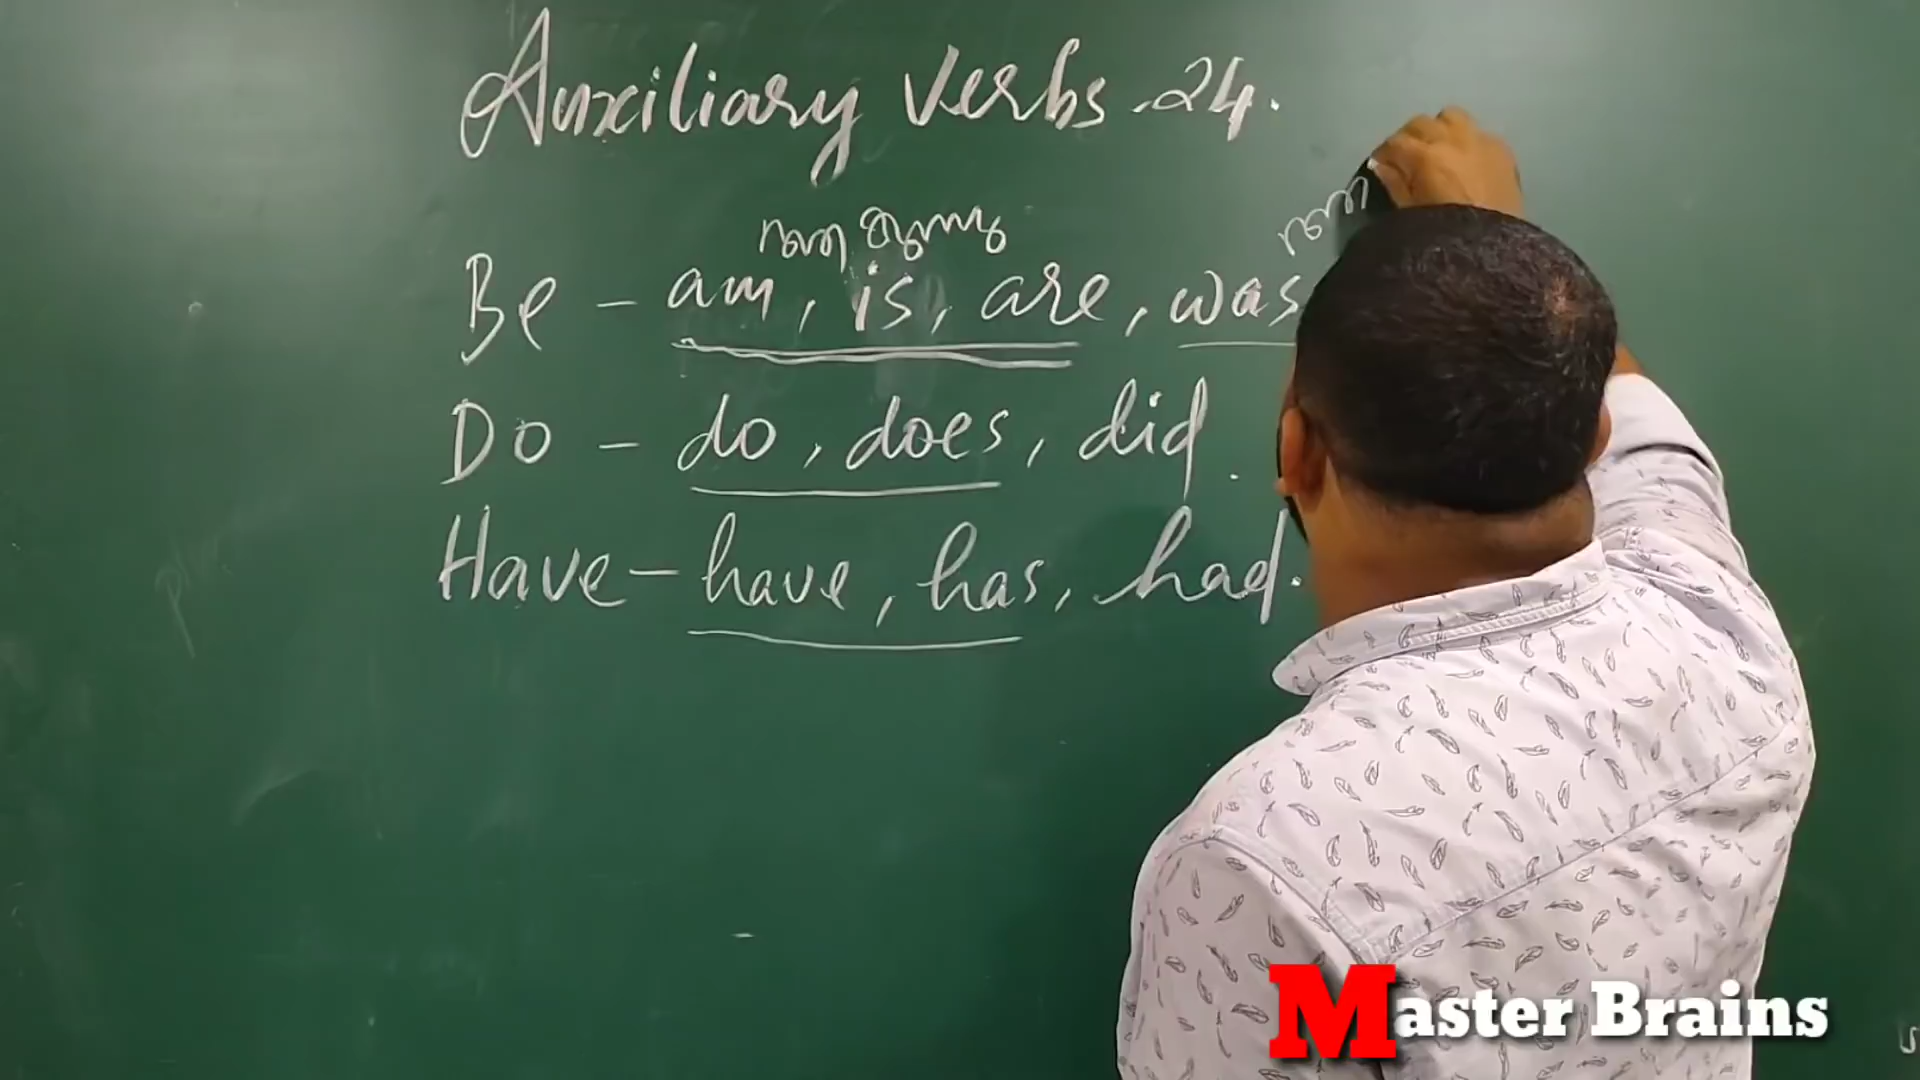 Auxiliary Verbs - 24.
Be - am, is, are, was
Do - do, does, did.
Have - have, has, had.
Master Brains